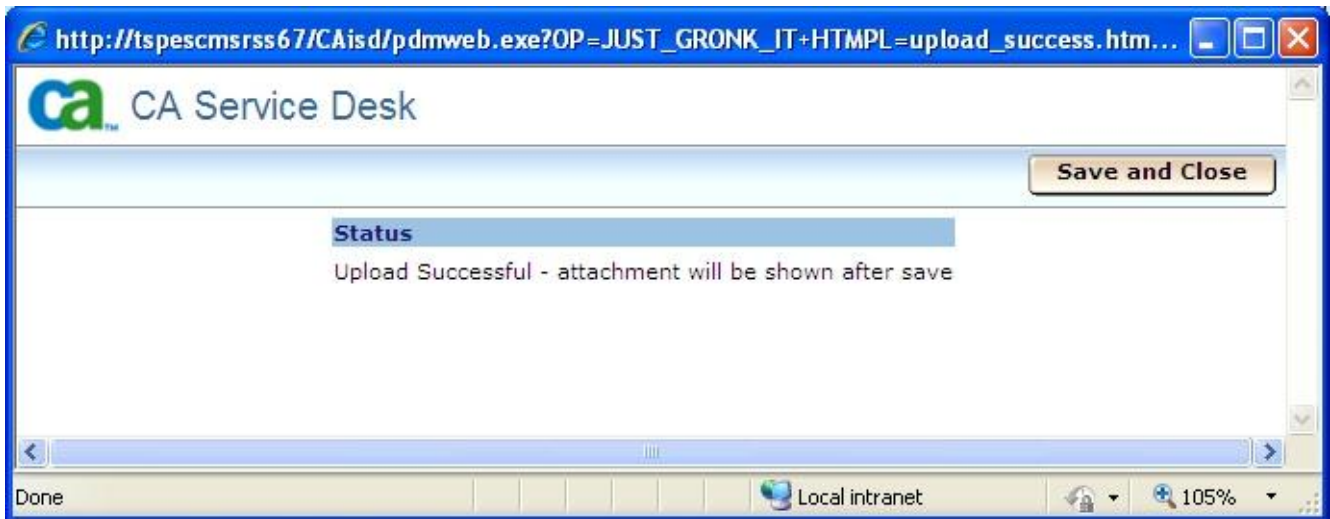 http://tspescmsrss67/CAisd/pdmweb.exe?OP=JUST_GRONK_IT+HTMPL=upload_success.htm...
ca™ CA Service Desk
Save and Close
Status
Upload Successful - attachment will be shown after save
Done Local intranet 105%